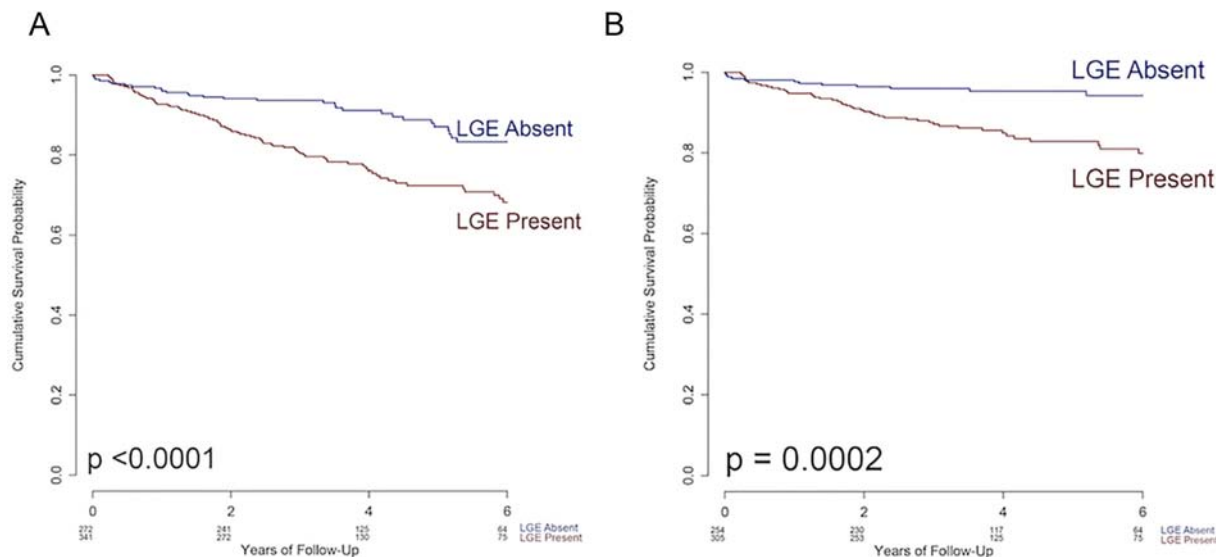 A
Cumulative Survival Probability
1.0
0.8
0.6
0.4
0.2
0.0
LGE Absent
LGE Present
p <0.0001
0 2 4 6
272 241 125 64 LGE Absent
341 272 130 75 LGE Present
Years of Follow-Up
B
Cumulative Survival Probability
1.0
0.8
0.6
0.4
0.2
0.0
LGE Absent
LGE Present
p = 0.0002
0 2 4 6
254 230 117 64 LGE Absent
305 253 125 75 LGE Present
Years of Follow-Up